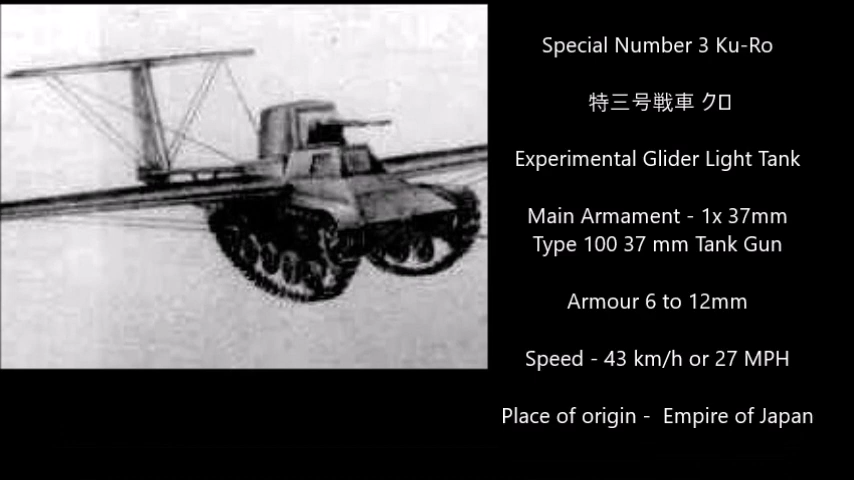 Special Number 3 Ku-Ro
特三号戦車 クロ
Experimental Glider Light Tank
Main Armament - 1x 37mm
Type 100 37 mm Tank Gun
Armour 6 to 12mm
Speed - 43 km/h or 27 MPH
Place of origin -  Empire of Japan